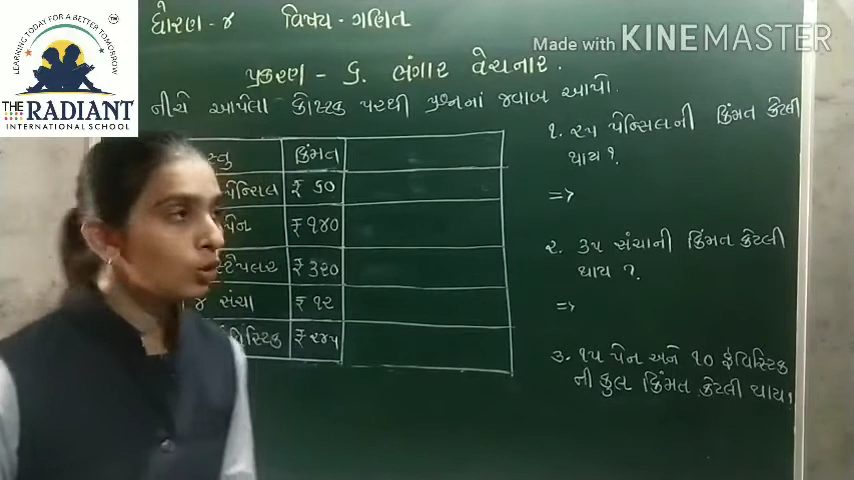 LEARNING TODAY FOR A BETTER TOMORROW
THE RADIANT
INTERNATIONAL SCHOOL
Made with KINEMASTER
ધોરણ - ૪ વિષય - ગણિત
પ્રકરણ - ૬. ભંગાર વેચનાર.
નીચે આપેલા કોષ્ટક પરથી પ્રશ્નનાં જવાબ આપો.
કિંમત
પેન્સિલ ₹ ૬૦
પેન ₹ ૧૪૦
સ્ટેપલર ₹ ૩૨૦
૪ સંચા ₹ ૧૨
₹ ૨૪૫
૧. ૨૫ પેન્સિલની કિંમત કેટલી
થાય ?
=>
૨. ૩૫ સંચાની કિંમત કેટલી
થાય ?
=>
૩. ૧૫ પેન અને ૧૦ ફેવિસ્ટિક
ની કુલ કિંમત કેટલી થાય?